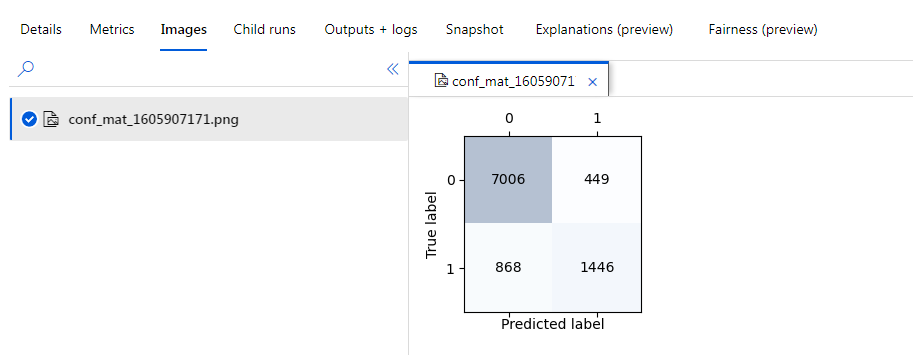 Details Metrics Images Child runs Outputs + logs Snapshot Explanations (preview) Fairness (preview)
conf_mat_1605907171.png
conf_mat_16059071
0 1
0 7006 449
True label
1 868 1446
Predicted label